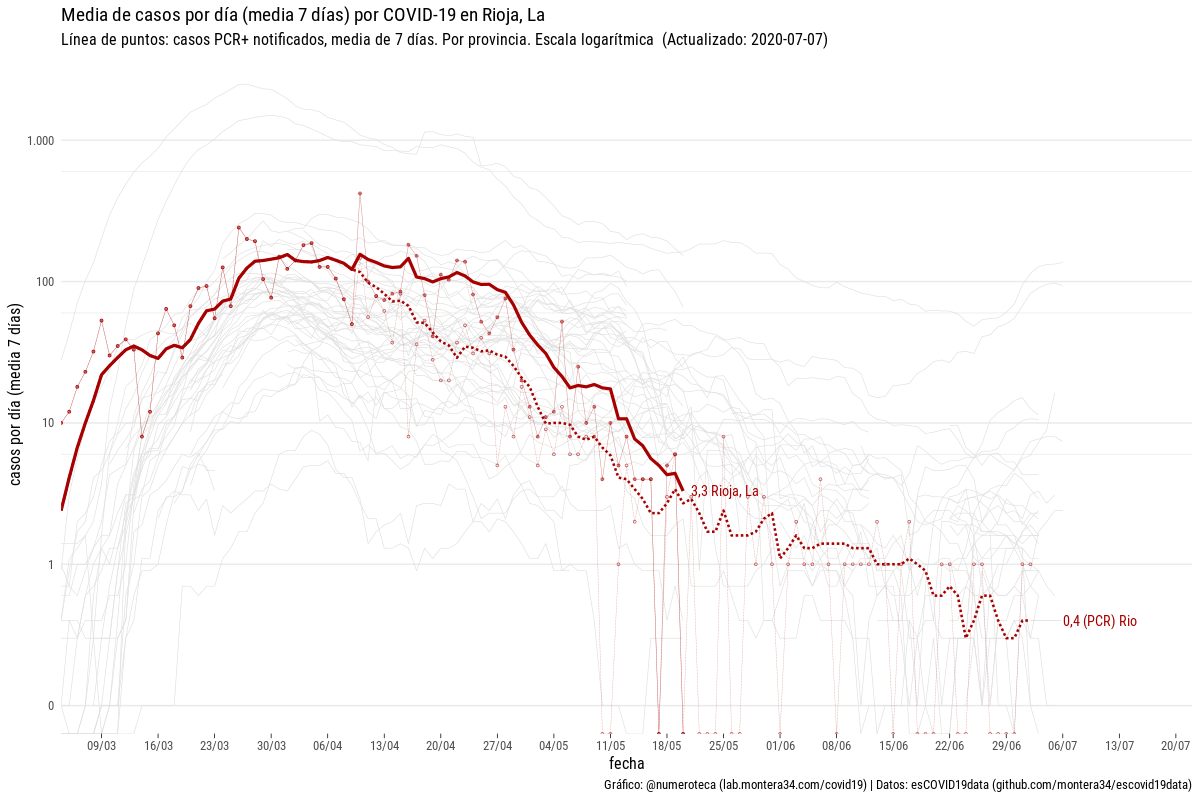 Media de casos por día (media 7 días) por COVID-19 en Rioja, La
Línea de puntos: casos PCR+ notificados, media de 7 días. Por provincia. Escala logarítmica (Actualizado: 2020-07-07)
casos por día (media 7 días)
1.000
100
10
1
0
3,3 Rioja, La
0,4 (PCR) Rio
09/03 16/03 23/03 30/03 06/04 13/04 20/04 27/04 04/05 11/05 18/05 25/05 01/06 08/06 15/06 22/06 29/06 06/07 13/07 20/07
fecha
Gráfico: @numeroteca (lab.montera34.com/covid19) | Datos: esCOVID19data (github.com/montera34/escovid19data)